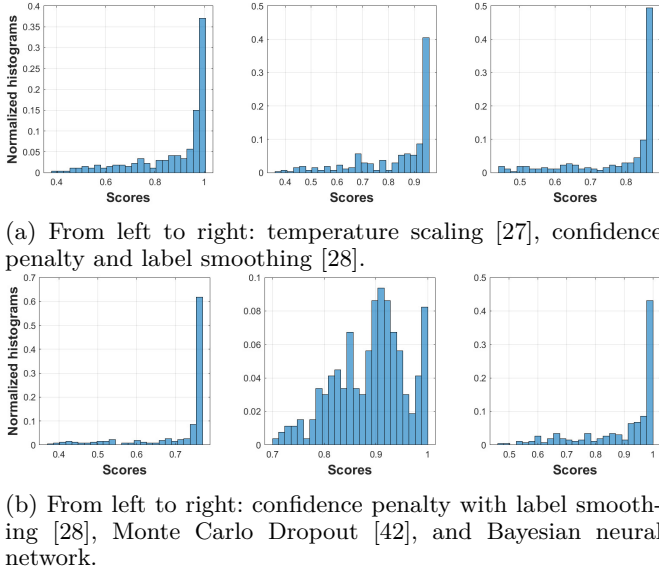 0.4 0.5 0.5
0.35
0.3 0.4 0.4
0.25 0.3 0.3
0.2
0.15 0.2 0.2
0.1 0.1 0.1
0.05
0 0 0
Normalized histograms
0.4 0.6 0.8 1 0.4 0.5 0.6 0.7 0.8 0.9 0.5 0.6 0.7 0.8
Scores Scores Scores
(a) From left to right: temperature scaling [27], confidence
penalty and label smoothing [28].
0.7 0.1 0.5
0.6 0.08 0.4
0.5
0.4 0.06 0.3
0.3 0.04 0.2
0.2
0.1 0.02 0.1
0 0 0
Normalized histograms
0.4 0.5 0.6 0.7 0.7 0.8 0.9 1 0.5 0.6 0.7 0.8 0.9 1
Scores Scores Scores
(b) From left to right: confidence penalty with label smooth-
ing [28], Monte Carlo Dropout [42], and Bayesian neural
network.